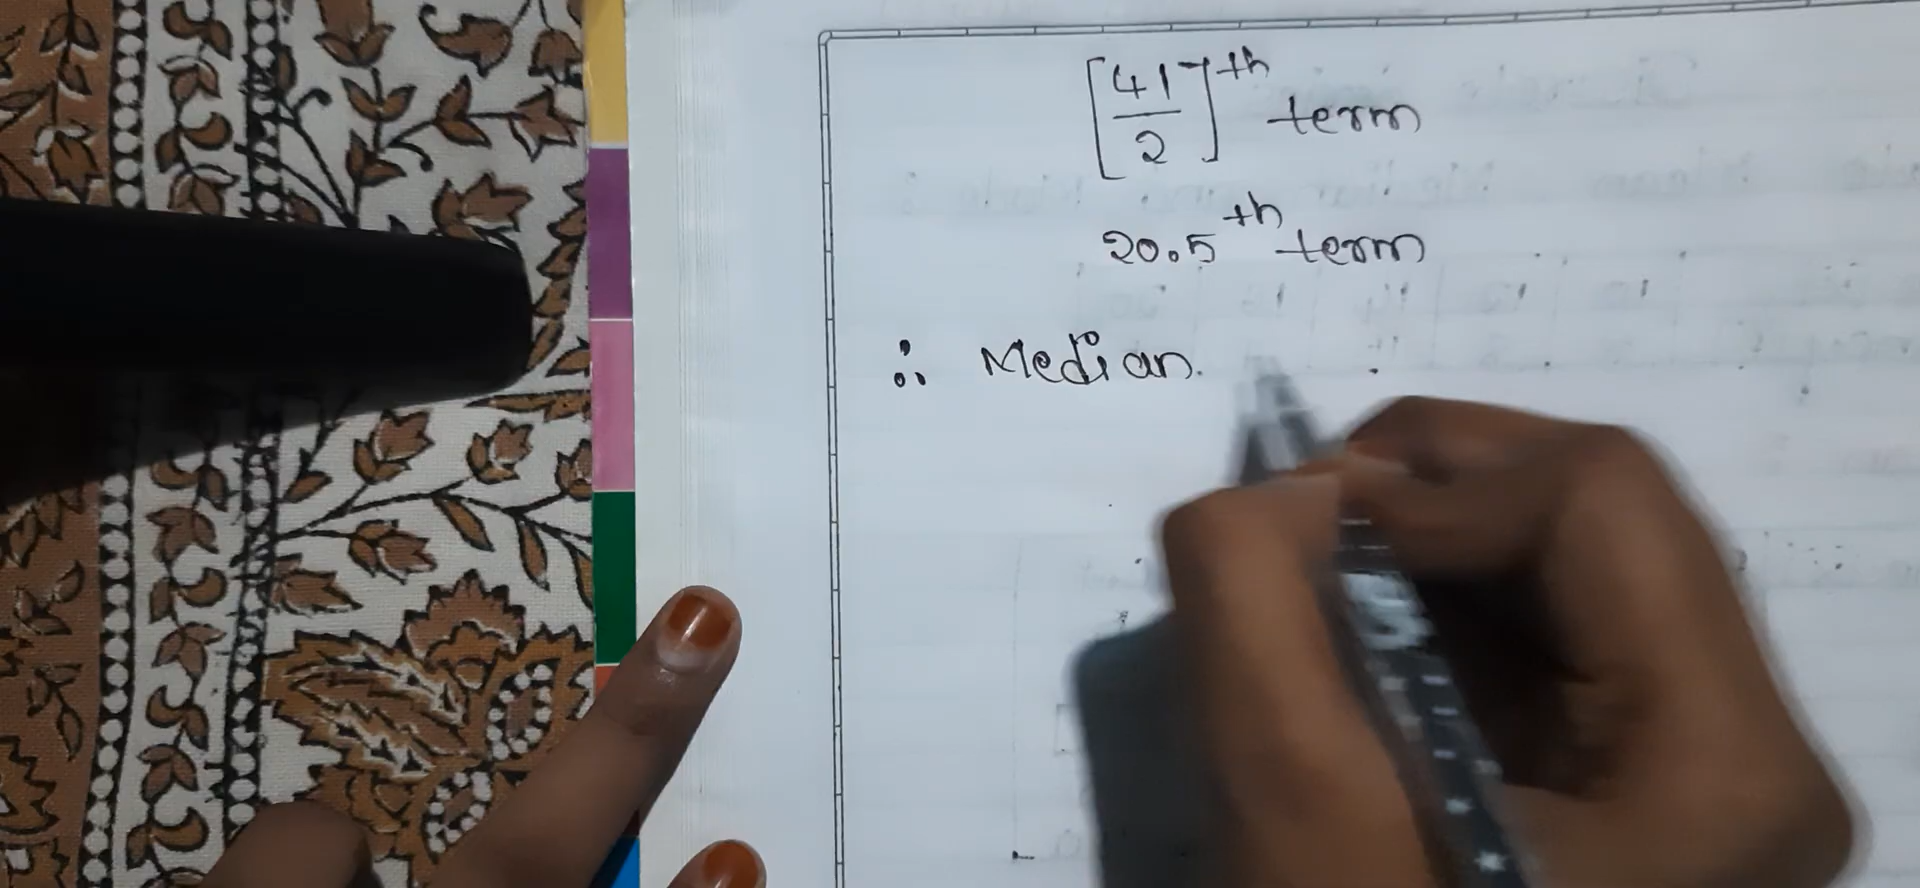 [41/2]th term
20.5th term
∴ Median